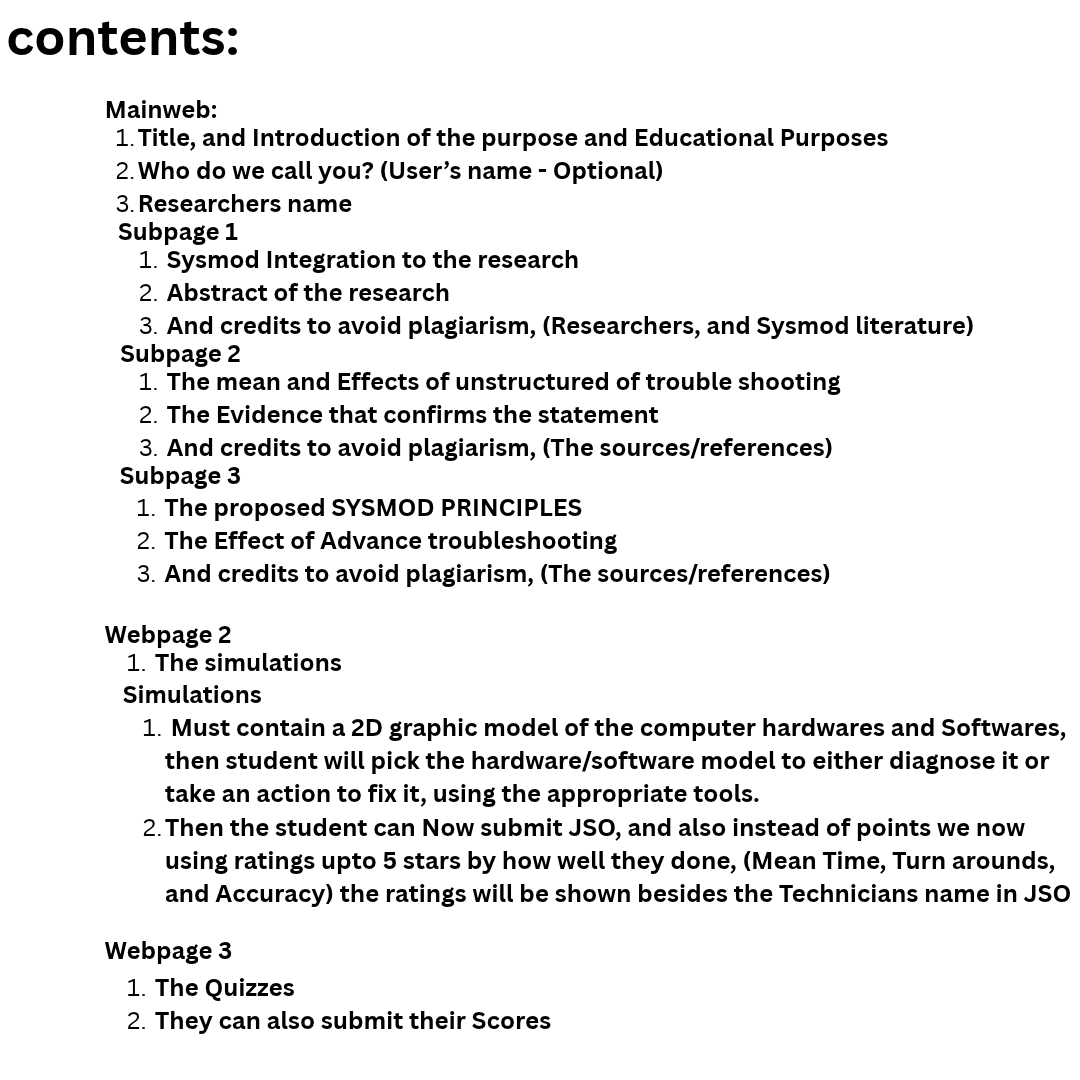 contents:
Mainweb:
1. Title, and Introduction of the purpose and Educational Purposes
2. Who do we call you? (User’s name - Optional)
3. Researchers name
Subpage 1
1. Sysmod Integration to the research
2. Abstract of the research
3. And credits to avoid plagiarism, (Researchers, and Sysmod literature)
Subpage 2
1. The mean and Effects of unstructured of trouble shooting
2. The Evidence that confirms the statement
3. And credits to avoid plagiarism, (The sources/references)
Subpage 3
1. The proposed SYSMOD PRINCIPLES
2. The Effect of Advance troubleshooting
3. And credits to avoid plagiarism, (The sources/references)
Webpage 2
1. The simulations
Simulations
1. Must contain a 2D graphic model of the computer hardwares and Softwares,
then student will pick the hardware/software model to either diagnose it or
take an action to fix it, using the appropriate tools.
2. Then the student can Now submit JSO, and also instead of points we now
using ratings upto 5 stars by how well they done, (Mean Time, Turn arounds,
and Accuracy) the ratings will be shown besides the Technicians name in JSO
Webpage 3
1. The Quizzes
2. They can also submit their Scores